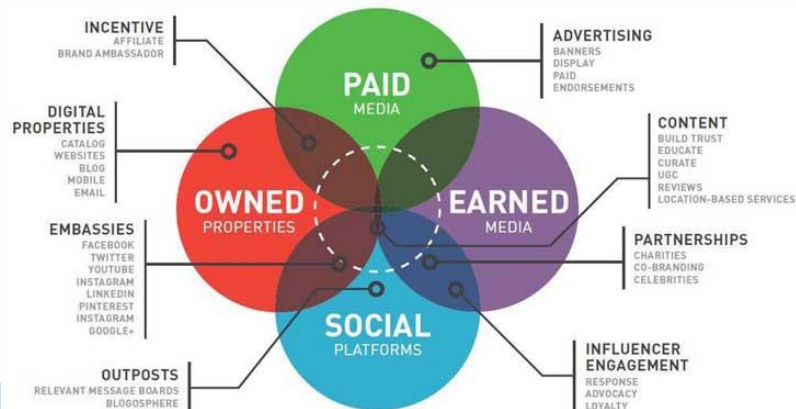 INCENTIVE
AFFILIATE
BRAND AMBASSADOR
DIGITAL
PROPERTIES
CATALOG
WEBSITES
BLOG
MOBILE
EMAIL
EMBASSIES
FACEBOOK
TWITTER
YOUTUBE
INSTAGRAM
LINKEDIN
PINTEREST
INSTAGRAM
GOOGLE+
OUTPOSTS
RELEVANT MESSAGE BOARDS
BLOGOSPHERE
PAID
MEDIA
OWNED
PROPERTIES
EARNED
MEDIA
SOCIAL
PLATFORMS
ADVERTISING
BANNERS
DISPLAY
PAID
ENDORSEMENTS
CONTENT
BUILD TRUST
EDUCATE
CURATE
UGC
REVIEWS
LOCATION-BASED SERVICES
PARTNERSHIPS
CHARITIES
CO-BRANDING
CELEBRITIES
INFLUENCER
ENGAGEMENT
RESPONSE
ADVOCACY
LOYALTY